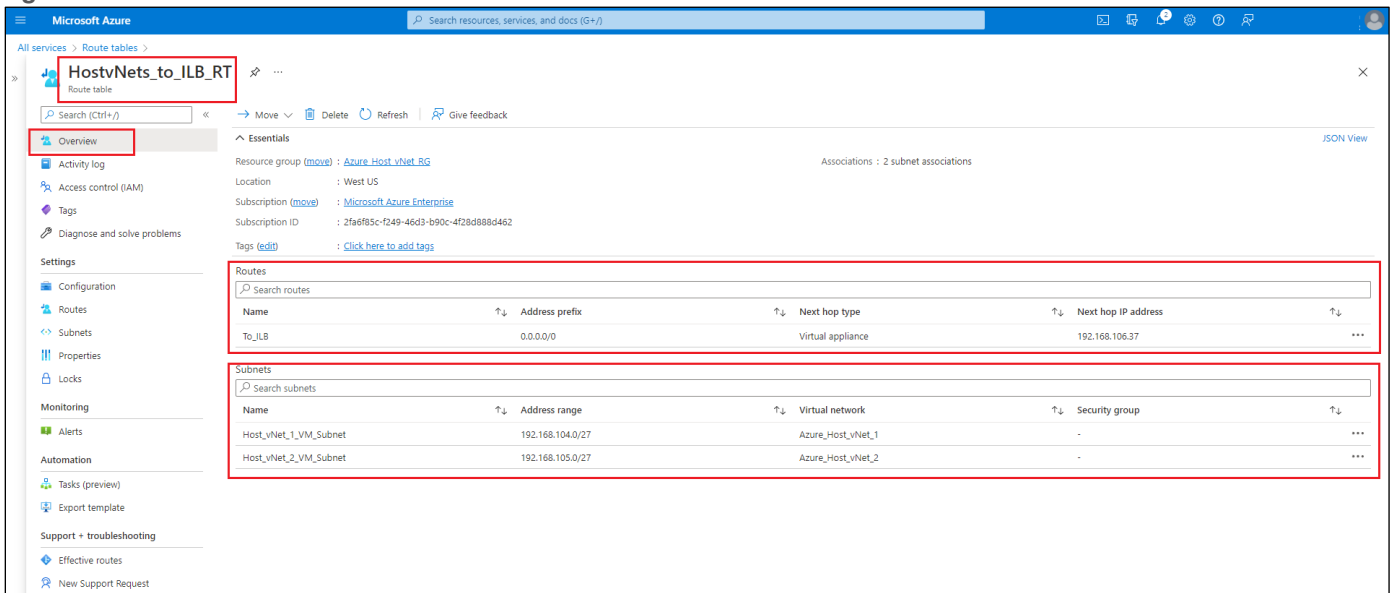 Microsoft Azure
Search resources, services, and docs (G+/)
2
All services > Route tables >
HostvNets_to_ILB_RT
Route table
Search (Ctrl+/)
Move
Delete
Refresh
Give feedback
Overview
Activity log
Access control (IAM)
Tags
Diagnose and solve problems
Settings
Configuration
Routes
Subnets
Properties
Locks
Monitoring
Alerts
Automation
Tasks (preview)
Export template
Support + troubleshooting
Effective routes
New Support Request
Essentials
JSON View
Resource group (move) : Azure_Host_vNet_RG
Associations : 2 subnet associations
Location : West US
Subscription (move) : Microsoft Azure Enterprise
Subscription ID : 2fa6f85c-f249-46d3-b90c-4f28d888d462
Tags (edit) : Click here to add tags
Routes
Search routes
Name Address prefix Next hop type Next hop IP address
To_ILB 0.0.0.0/0 Virtual appliance 192.168.106.37
Subnets
Search subnets
Name Address range Virtual network Security group
Host_vNet_1_VM_Subnet 192.168.104.0/27 Azure_Host_vNet_1 -
Host_vNet_2_VM_Subnet 192.168.105.0/27 Azure_Host_vNet_2 -